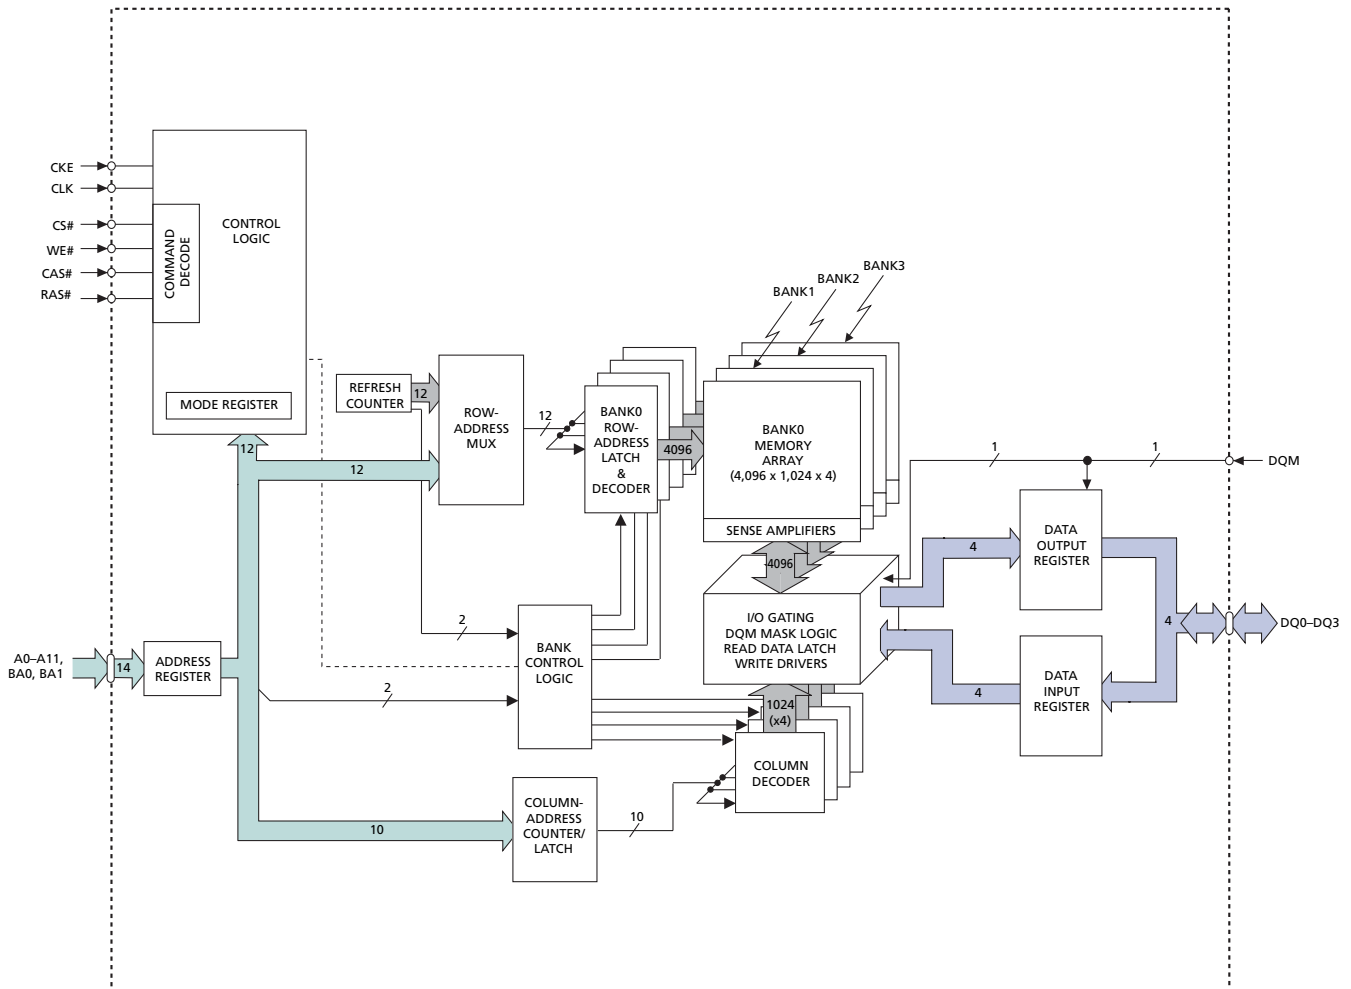 CKE
CLK
CS#
WE#
CAS#
RAS#
COMMAND
DECODE
CONTROL
LOGIC
MODE REGISTER
12
12
REFRESH
COUNTER
12
ROW-
ADDRESS
MUX
12
BANK0
ROW-
ADDRESS
LATCH
&
DECODER
4096
BANK3
BANK2
BANK1
BANK0
MEMORY
ARRAY
(4,096 x 1,024 x 4)
SENSE AMPLIFIERS
4096
I/O GATING
DQM MASK LOGIC
READ DATA LATCH
WRITE DRIVERS
1
1
DQM
DATA
OUTPUT
REGISTER
4
4
DQ0–DQ3
DATA
INPUT
REGISTER
4
A0–A11,
BA0, BA1
14
ADDRESS
REGISTER
2
2
BANK
CONTROL
LOGIC
1024
(x4)
COLUMN
DECODER
10
COLUMN-
ADDRESS
COUNTER/
LATCH
10